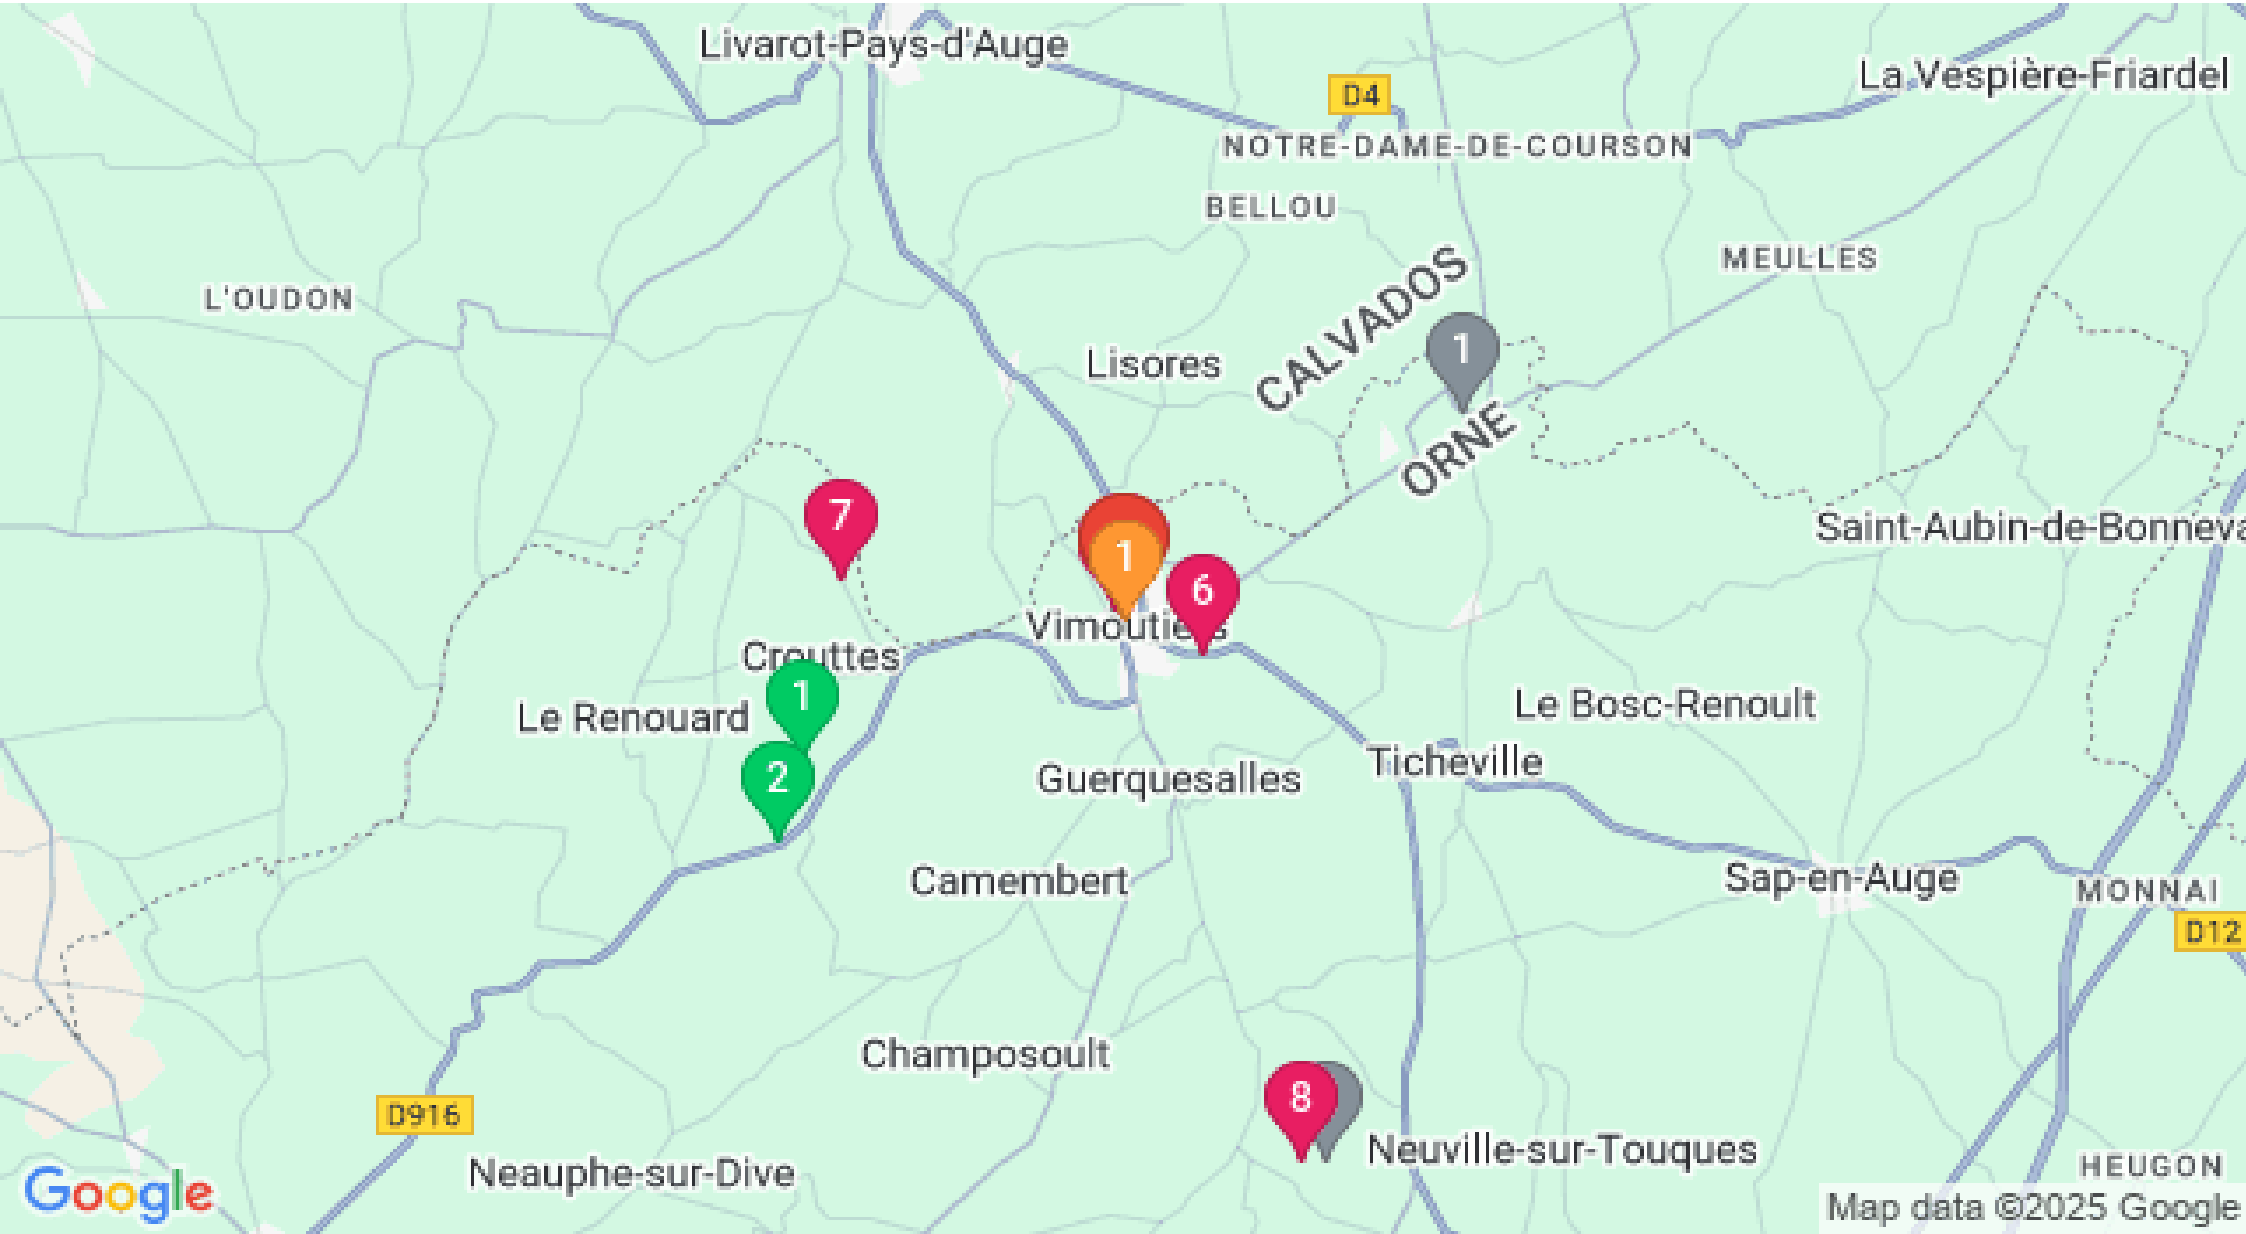 Livarot-Pays-d'Auge
La Vespière-Friardel
D4
NOTRE-DAME-DE-COURSON
BELLOU
MEULLES
L'OUDON
CALVADOS
1
Lisores
ORNE
7
Saint-Aubin-de-Bonneva
1
6
Vimoutiers
Crouttes
1
Le Renouard
Le Bosc-Renoult
2
Guerquesalles
Ticheville
Camembert
Sap-en-Auge
MONNAI
D12
Champosoult
8
D916
Neuville-sur-Touques
Neauphe-sur-Dive
HEUGON
Google
Map data ©2025 Google